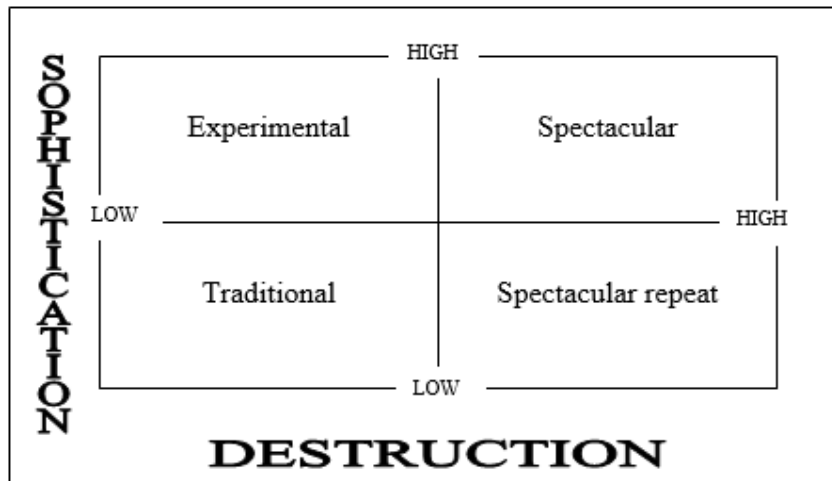 HIGH
SOPHISTICATION
Experimental Spectacular
LOW HIGH
Traditional Spectacular repeat
LOW
DESTRUCTION